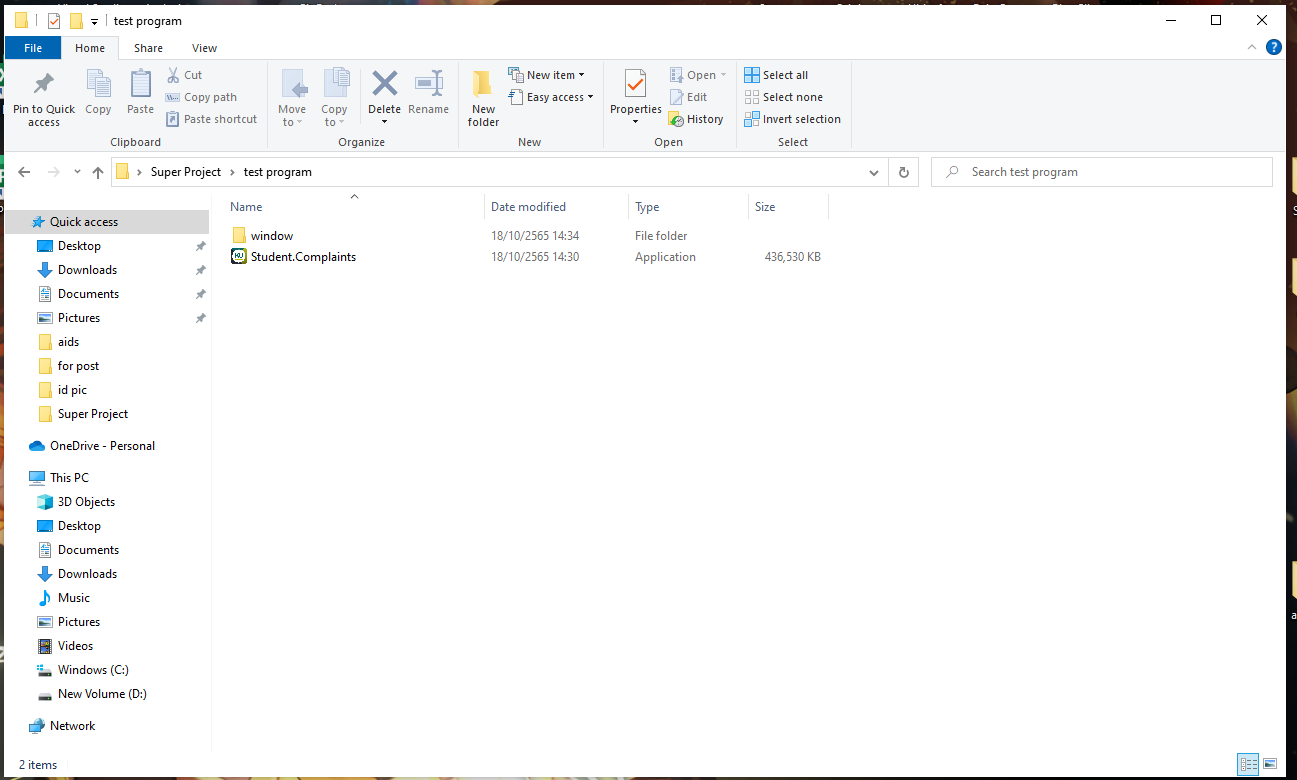 test program
File Home Share View
Pin to Quick access
Copy
Paste
Cut
Copy path
Paste shortcut
Clipboard
Move to
Copy to
Delete
Rename
Organize
New folder
New item
Easy access
New
Properties
Open
Edit
History
Open
Select all
Select none
Invert selection
Select
Super Project > test program
Search test program
Name Date modified Type Size
window 18/10/2565 14:34 File folder
Student.Complaints 18/10/2565 14:30 Application 436,530 KB
Quick access
Desktop
Downloads
Documents
Pictures
aids
for post
id pic
Super Project
OneDrive - Personal
This PC
3D Objects
Desktop
Documents
Downloads
Music
Pictures
Videos
Windows (C:)
New Volume (D:)
Network
2 items